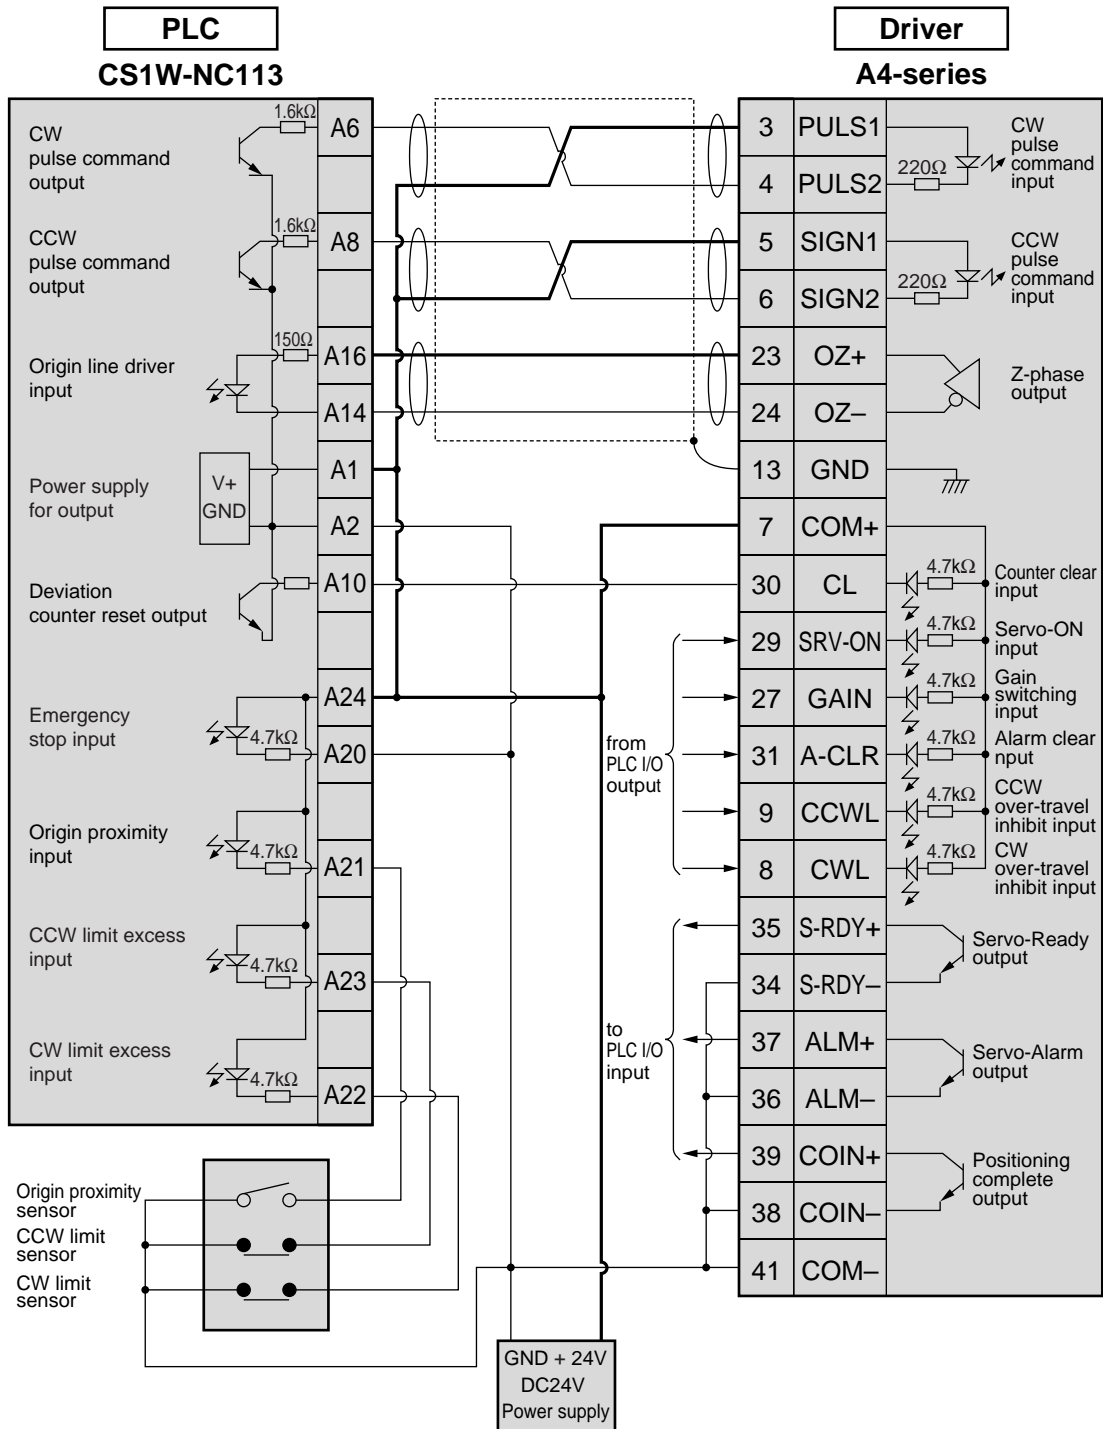 PLC
Driver
CS1W-NC113
A4-series
CW
pulse command
output
1.6kΩ
A6
CCW
pulse command
output
1.6kΩ
A8
Origin line driver
input
150Ω
A16
A14
Power supply
for output
V+
GND
A1
A2
Deviation
counter reset output
A10
Emergency
stop input
4.7kΩ
A24
A20
Origin proximity
input
4.7kΩ
A21
CCW limit excess
input
4.7kΩ
A23
CW limit excess
input
4.7kΩ
A22
Origin proximity
sensor
CCW limit
sensor
CW limit
sensor
GND + 24V
DC24V
Power supply
from
PLC I/O
output
to
PLC I/O
input
3 PULS1
4 PULS2
220Ω
CW
pulse
command
input
5 SIGN1
6 SIGN2
220Ω
CCW
pulse
command
input
23 OZ+
24 OZ–
Z-phase
output
13 GND
7 COM+
30 CL
4.7kΩ
Counter clear
input
29 SRV-ON
4.7kΩ
Servo-ON
input
27 GAIN
4.7kΩ
Gain
switching
input
31 A-CLR
4.7kΩ
Alarm clear
nput
9 CCWL
4.7kΩ
CCW
over-travel
inhibit input
8 CWL
4.7kΩ
CW
over-travel
inhibit input
35 S-RDY+
34 S-RDY–
Servo-Ready
output
37 ALM+
36 ALM–
Servo-Alarm
output
39 COIN+
38 COIN–
Positioning
complete
output
41 COM–